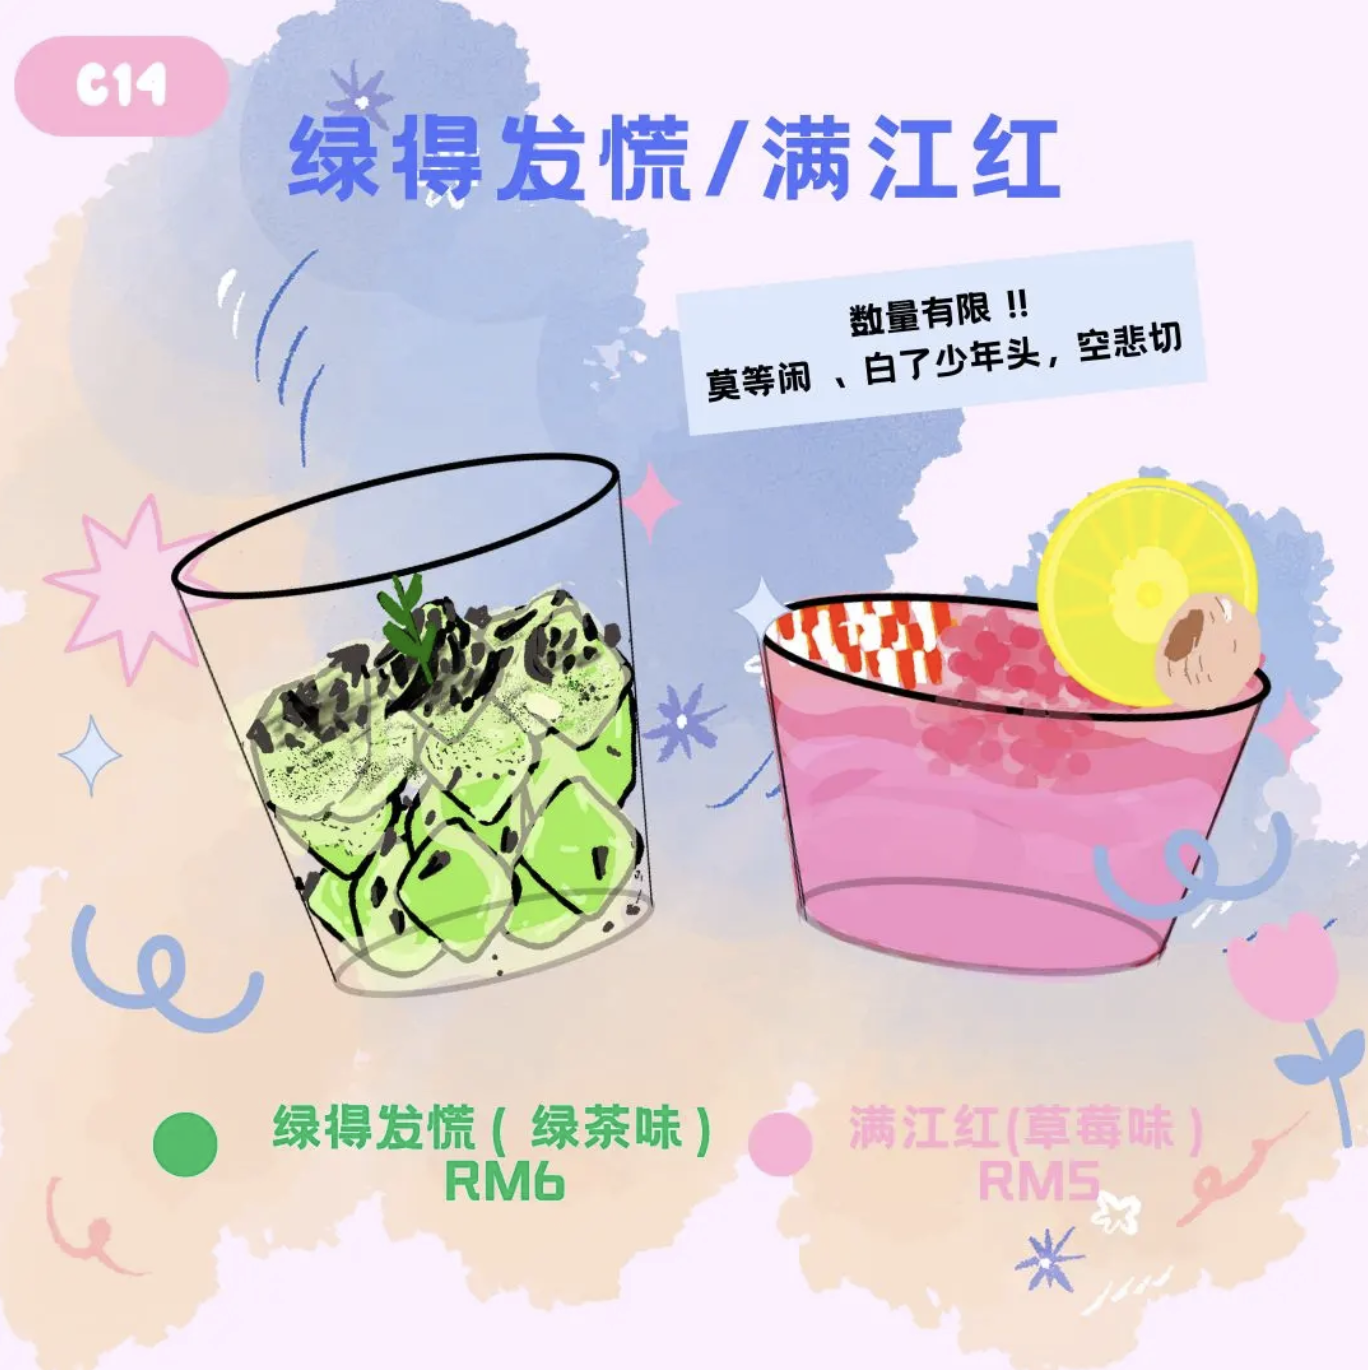 C14
绿得发慌/满江红
数量有限 !!
莫等闲 、白了少年头，空悲切
绿得发慌( 绿茶味)
RM6
满江红(草莓味)
RM5